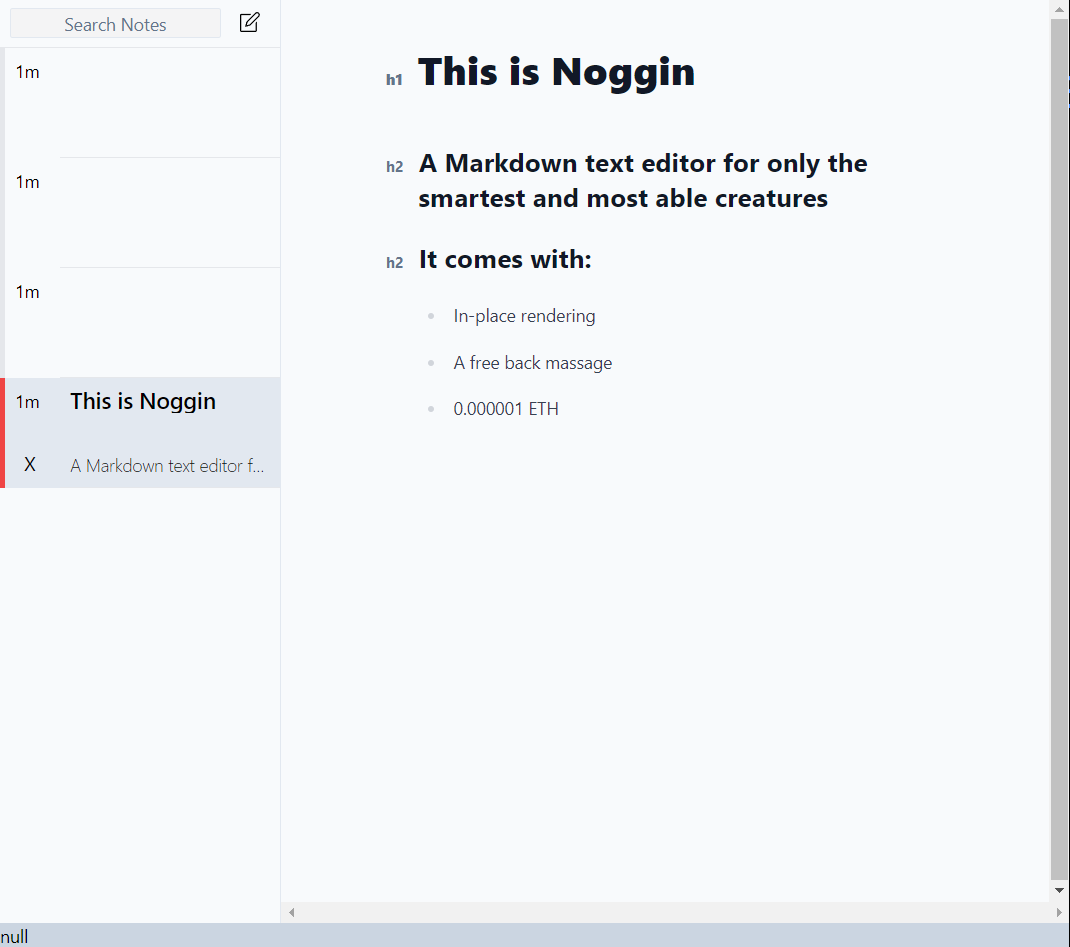 Search Notes
1m
1m
1m
1m
This is Noggin
X
A Markdown text editor f...
h1 This is Noggin
h2 A Markdown text editor for only the
smartest and most able creatures
h2 It comes with:
In-place rendering
A free back massage
0.000001 ETH
null